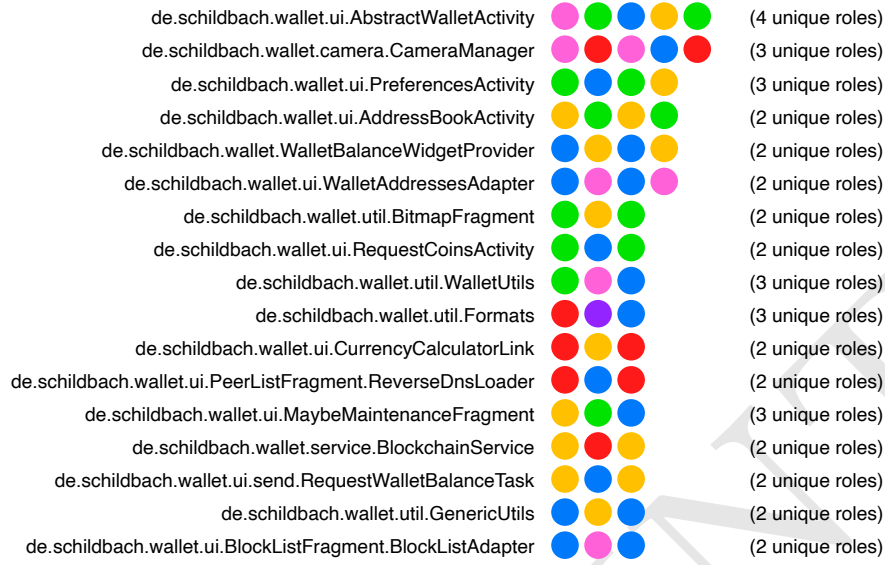 de.schildbach.wallet.ui.AbstractWalletActivity (4 unique roles)
de.schildbach.wallet.camera.CameraManager (3 unique roles)
de.schildbach.wallet.ui.PreferencesActivity (3 unique roles)
de.schildbach.wallet.ui.AddressBookActivity (2 unique roles)
de.schildbach.wallet.WalletBalanceWidgetProvider (2 unique roles)
de.schildbach.wallet.ui.WalletAddressesAdapter (2 unique roles)
de.schildbach.wallet.util.BitmapFragment (2 unique roles)
de.schildbach.wallet.ui.RequestCoinsActivity (2 unique roles)
de.schildbach.wallet.util.WalletUtils (3 unique roles)
de.schildbach.wallet.util.Formats (3 unique roles)
de.schildbach.wallet.ui.CurrencyCalculatorLink (2 unique roles)
de.schildbach.wallet.ui.PeerListFragment.ReverseDnsLoader (2 unique roles)
de.schildbach.wallet.ui.MaybeMaintenanceFragment (3 unique roles)
de.schildbach.wallet.service.BlockchainService (2 unique roles)
de.schildbach.wallet.ui.send.RequestWalletBalanceTask (2 unique roles)
de.schildbach.wallet.util.GenericUtils (2 unique roles)
de.schildbach.wallet.ui.BlockListFragment.BlockListAdapter (2 unique roles)